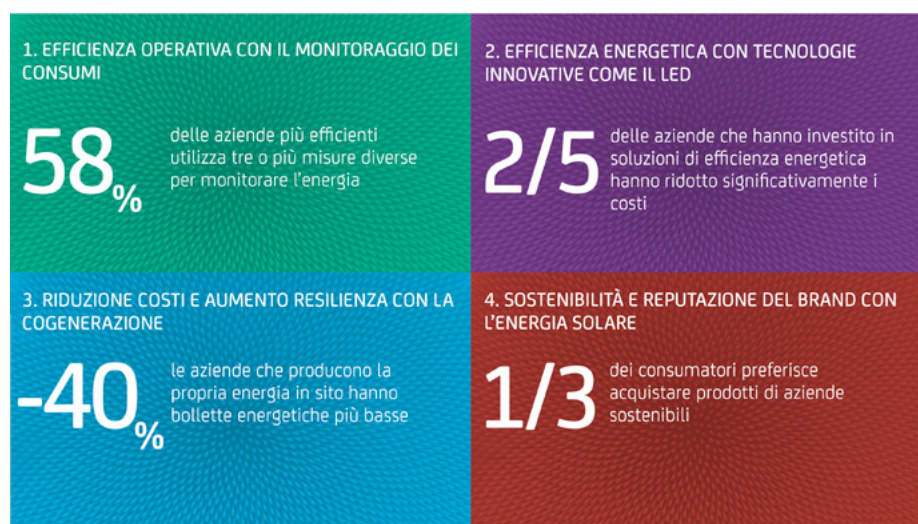 1. EFFICIENZA OPERATIVA CON IL MONITORAGGIO DEI
CONSUMI
58%
delle aziende più efficienti
utilizza tre o più misure diverse
per monitorare l'energia
2. EFFICIENZA ENERGETICA CON TECNOLOGIE
INNOVATIVE COME IL LED
2/5
delle aziende che hanno investito in
soluzioni di efficienza energetica
hanno ridotto significativamente i
costi
3. RIDUZIONE COSTI E AUMENTO RESILIENZA CON LA
COGENERAZIONE
-40%
le aziende che producono la
propria energia in sito hanno
bollette energetiche più basse
4. SOSTENIBILITÀ E REPUTAZIONE DEL BRAND CON
L'ENERGIA SOLARE
1/3
dei consumatori preferisce
acquistare prodotti di aziende
sostenibili